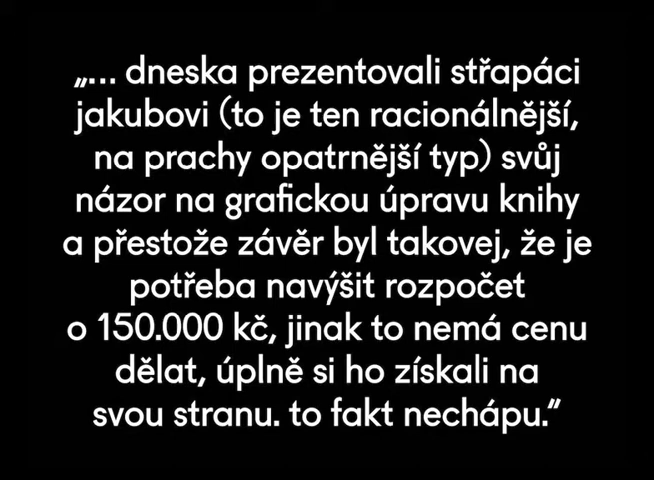 „... dneska prezentovali střapáci
jakubovi (to je ten racionálnější,
na prachy opatrnější typ) svůj
názor na grafickou úpravu knihy
a přestože závěr byl takovej, že je
potřeba navýšit rozpočet
o 150.000 kč, jinak to nemá cenu
dělat, úplně si ho získali na
svou stranu. to fakt nechápu.“